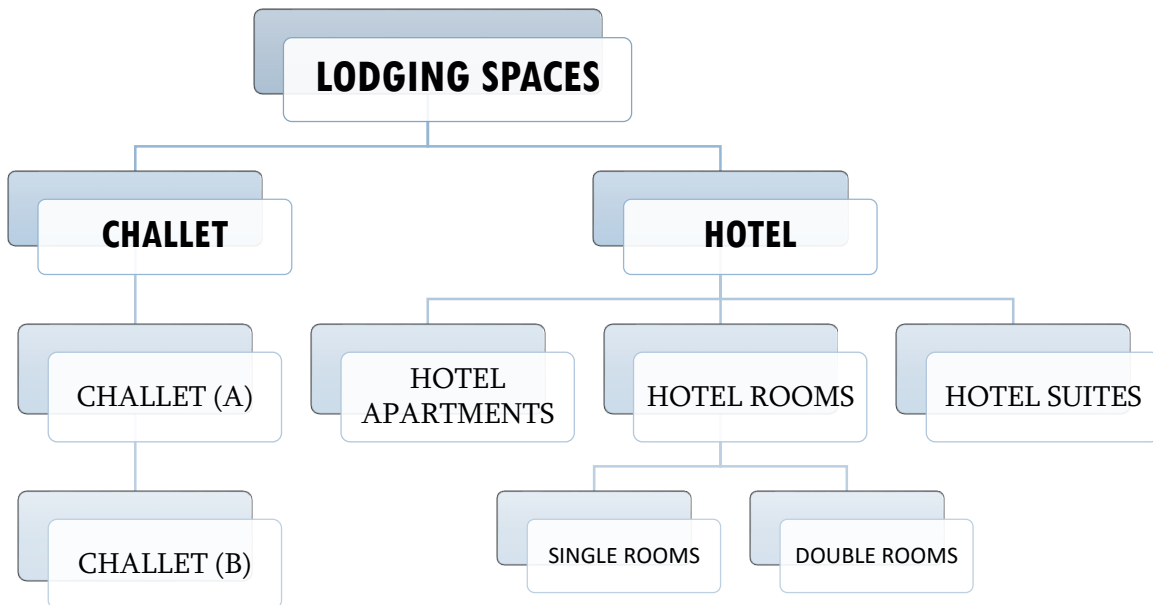 LODGING SPACES
CHALLET
HOTEL
CHALLET (A)
HOTEL
APARTMENTS
HOTEL ROOMS
HOTEL SUITES
CHALLET (B)
SINGLE ROOMS
DOUBLE ROOMS